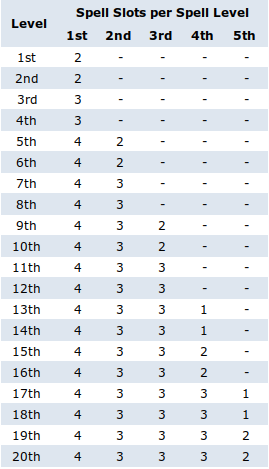 Level Spell Slots per Spell Level
1st 2nd 3rd 4th 5th
1st 2 - - - -
2nd 2 - - - -
3rd 3 - - - -
4th 3 - - - -
5th 4 2 - - -
6th 4 2 - - -
7th 4 3 - - -
8th 4 3 - - -
9th 4 3 2 - -
10th 4 3 2 - -
11th 4 3 3 - -
12th 4 3 3 - -
13th 4 3 3 1 -
14th 4 3 3 1 -
15th 4 3 3 2 -
16th 4 3 3 2 -
17th 4 3 3 3 1
18th 4 3 3 3 1
19th 4 3 3 3 2
20th 4 3 3 3 2